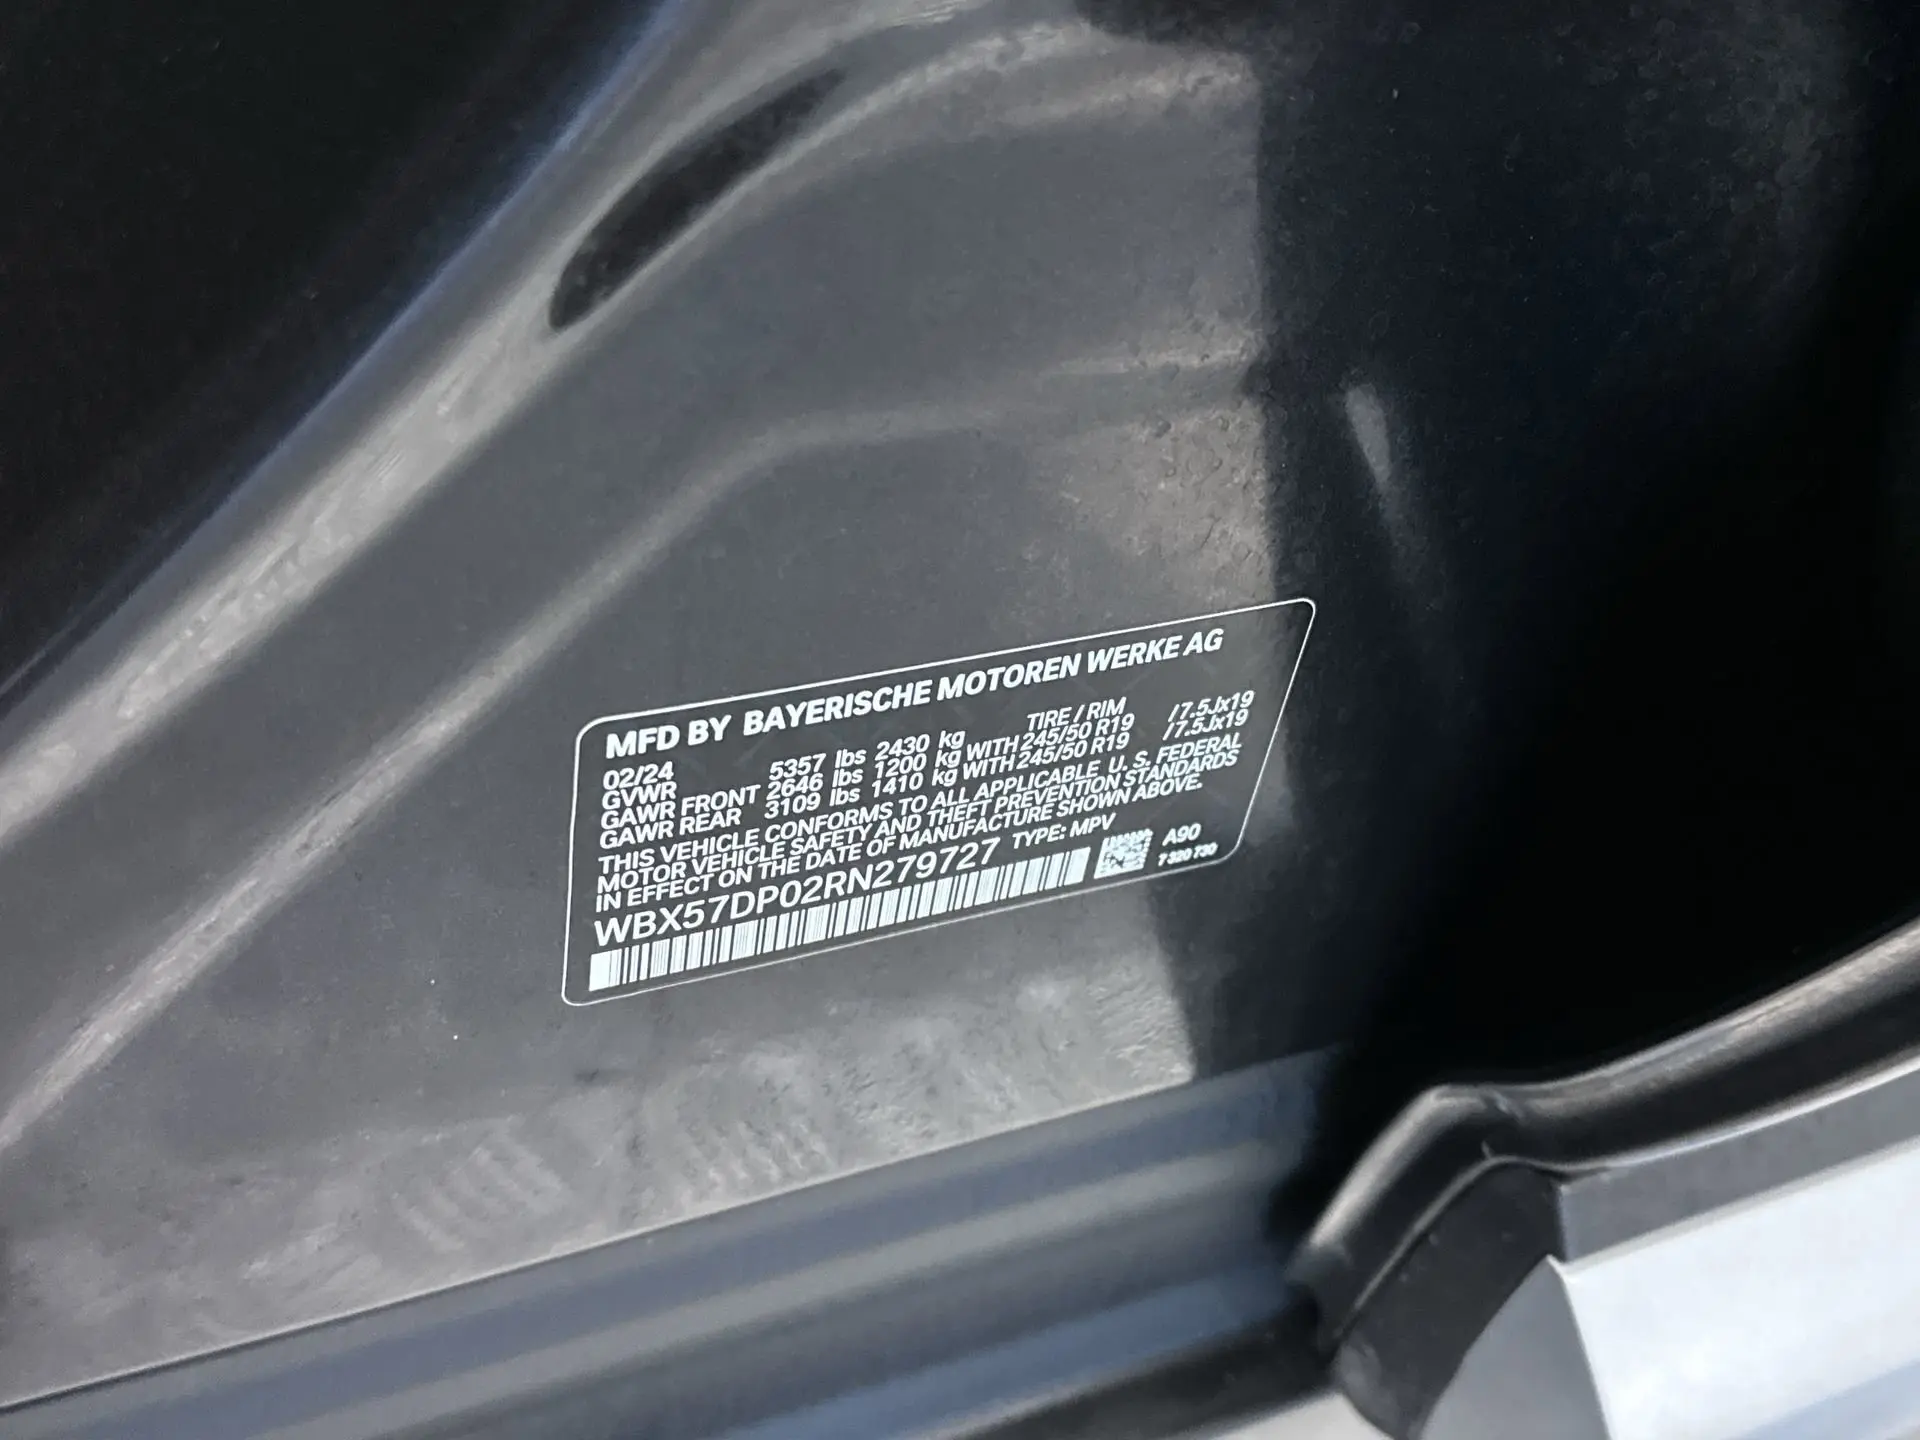 MFD BY BAYERISCHE MOTOREN WERKE AG
02/24 TIRE / RIM
GVWR 5357 lbs 2430 kg
GAWR FRONT 2646 lbs 1200 kg WITH 245/50 R19 /7.5Jx19
GAWR REAR 3109 lbs 1410 kg WITH 245/50 R19 /7.5Jx19
THIS VEHICLE CONFORMS TO ALL APPLICABLE U. S. FEDERAL
MOTOR VEHICLE SAFETY AND THEFT PREVENTION STANDARDS
IN EFFECT ON THE DATE OF MANUFACTURE SHOWN ABOVE.
WBX57DP02RN279727 TYPE: MPV
A90
7 320 730